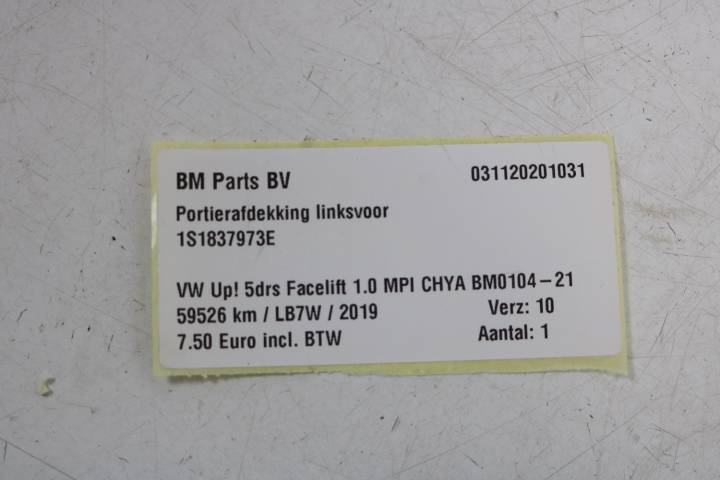 BM Parts BV 031120201031
Portierafdekking linksvoor
1S1837973E
VW Up! 5drs Facelift 1.0 MPI CHYA BM0104-21
59526 km / LB7W / 2019 Verz: 10
7.50 Euro incl. BTW Aantal: 1